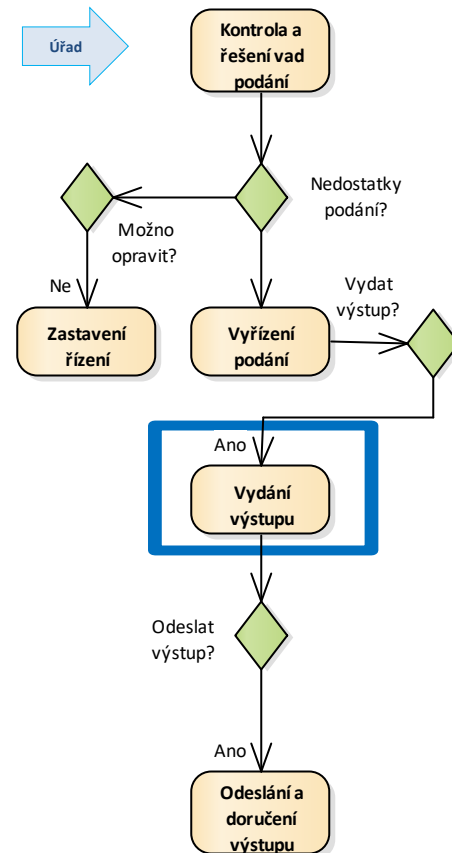 Úřad
Kontrola a
řešení vad
podání
Nedostatky
podání?
Možno
opravit?
Ne
Zastavení
řízení
Vyřízení
podání
Vydat
výstup?
Ano
Vydání
výstupu
Odeslat
výstup?
Ano
Odeslání a
doručení
výstupu